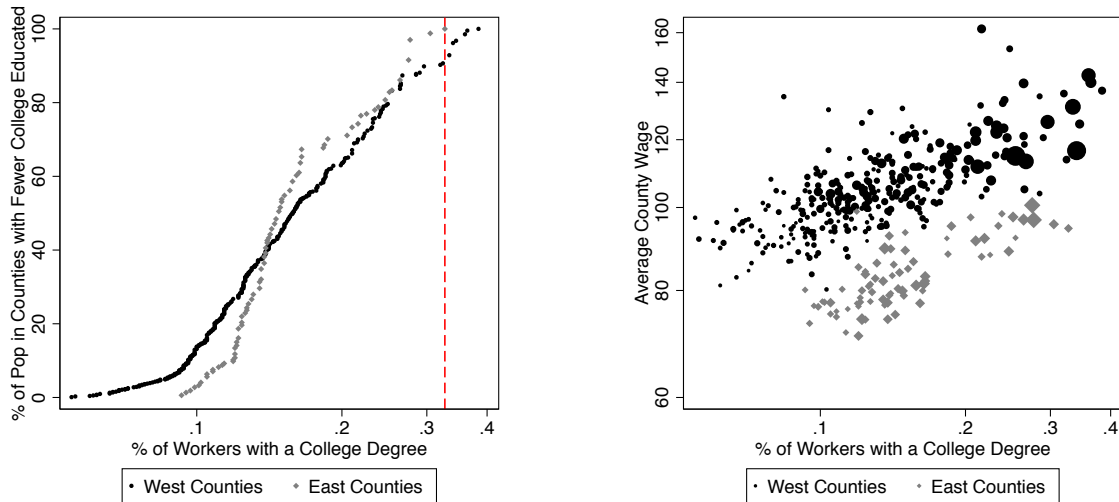 % of Pop in Counties with Fewer College Educated
100
80
60
40
20
0
.1 .2 .3 .4
% of Workers with a College Degree
West Counties East Counties
Average County Wage
160
140
120
100
80
60
.1 .2 .3 .4
% of Workers with a College Degree
West Counties East Counties